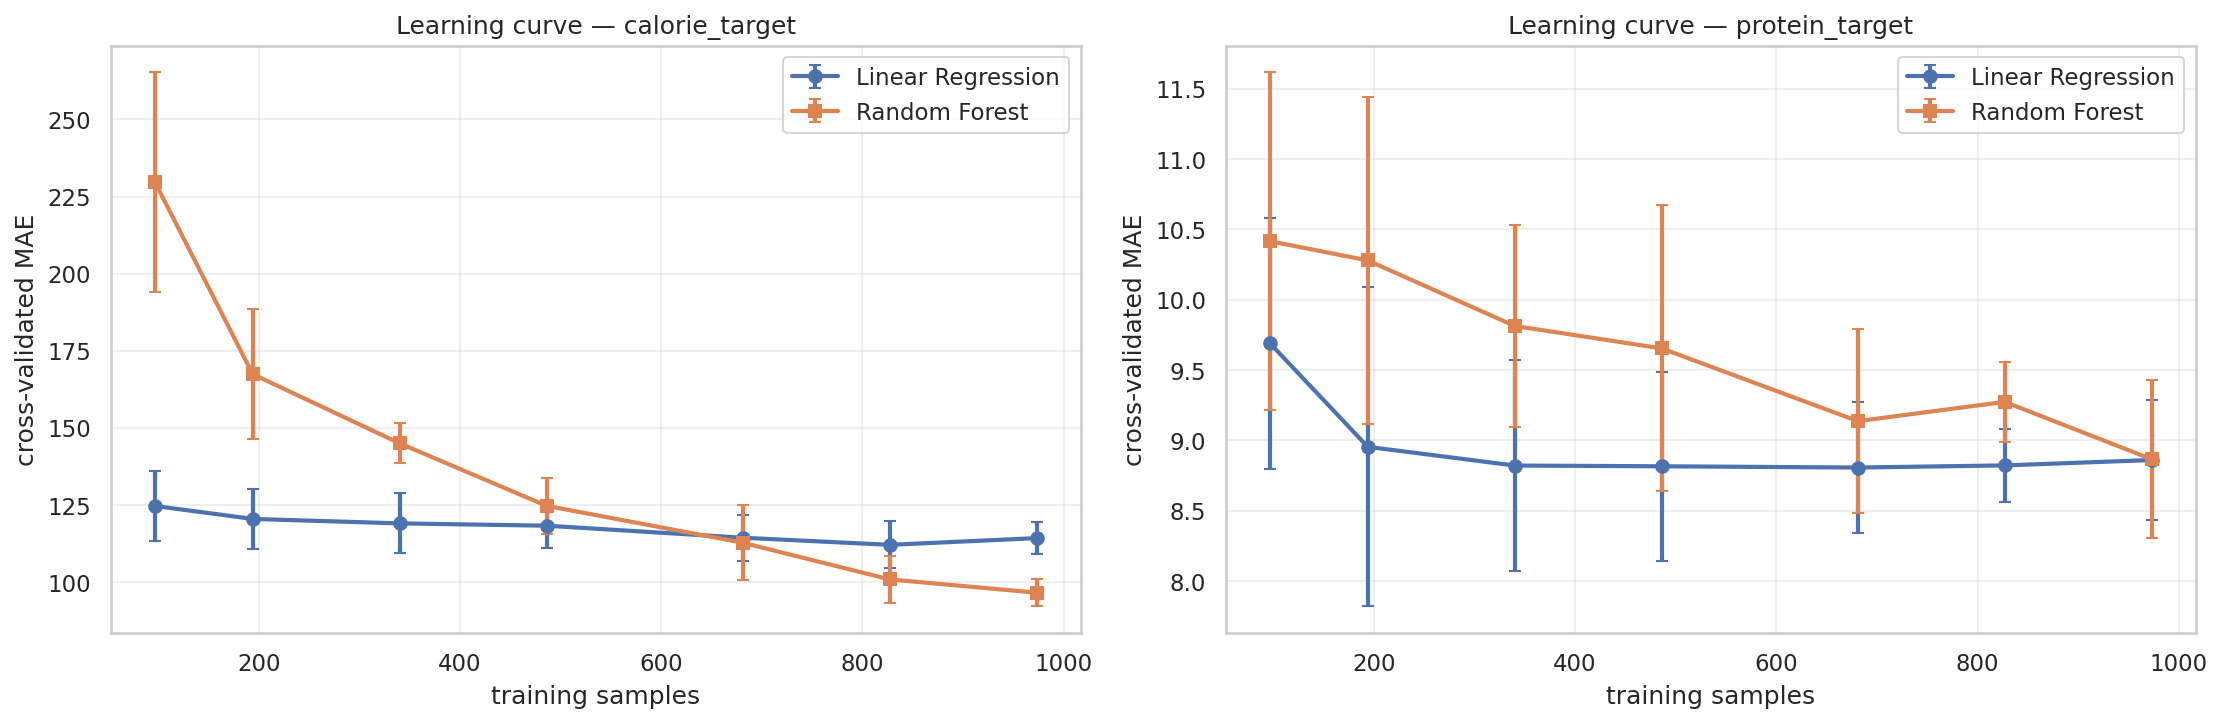 Learning curve — calorie_target
Linear Regression
Random Forest
250
225
200
175
150
125
100
cross-validated MAE
200
400
600
800
1000
training samples
Learning curve — protein_target
Linear Regression
Random Forest
11.5
11.0
10.5
10.0
9.5
9.0
8.5
8.0
cross-validated MAE
200
400
600
800
1000
training samples